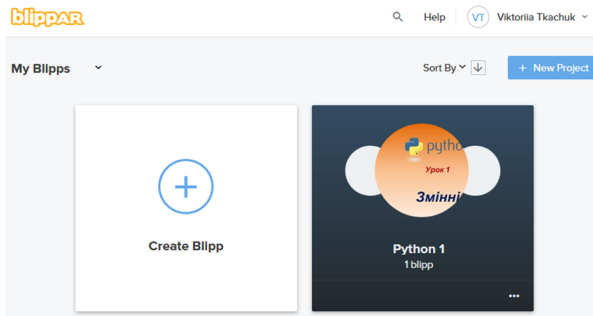 blippAR
Help
VT
Viktoriia Tkachuk
My Blipps
Sort By
+ New Project
Create Blipp
pytho
Урок 1
Змінні
Python 1
1 blipp